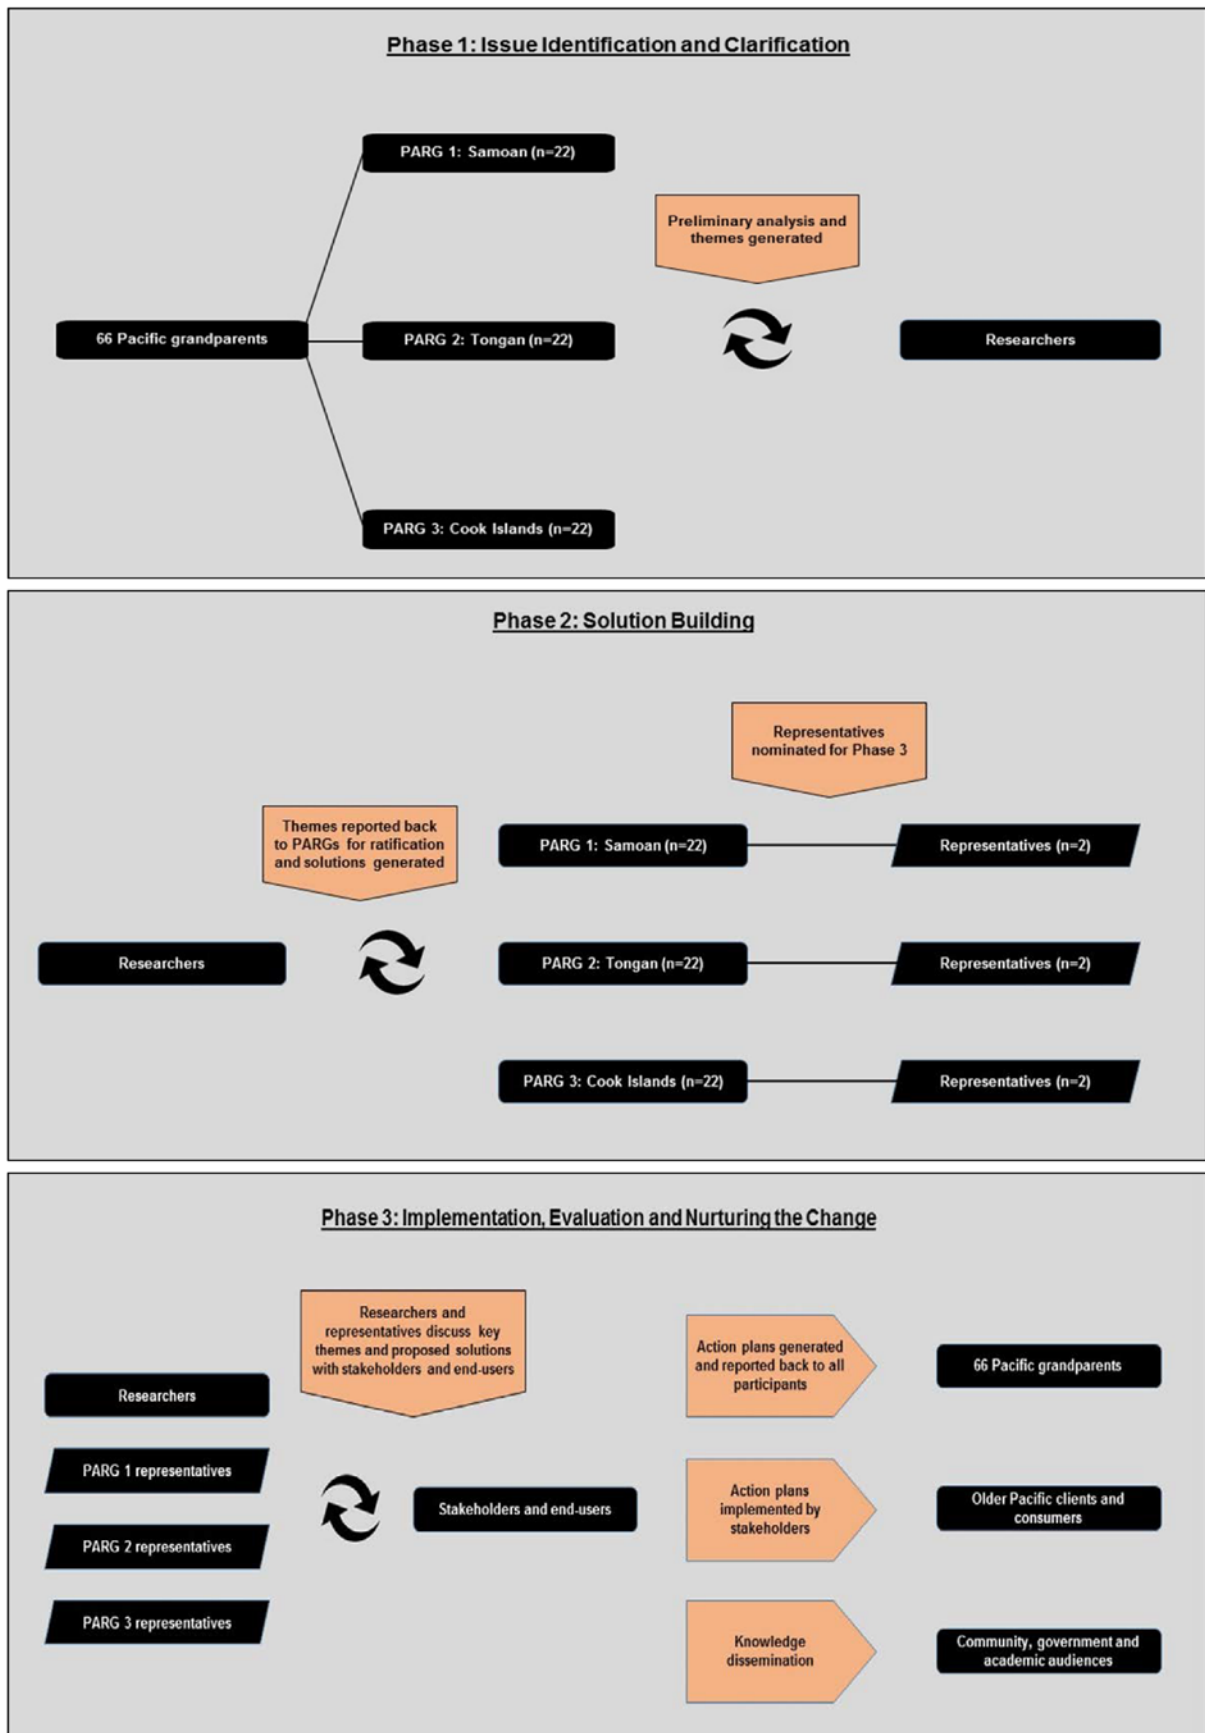 Phase 1: Issue Identification and Clarification
PARG 1: Samoan (n=22)
Preliminary analysis and
themes generated
66 Pacific grandparents
PARG 2: Tongan (n=22)
Researchers
PARG 3: Cook Islands (n=22)
Phase 2: Solution Building
Representatives
nominated for Phase 3
Themes reported back
to PARGs for ratification
and solutions generated
PARG 1: Samoan (n=22)
Representatives (n=2)
Researchers
PARG 2: Tongan (n=22)
Representatives (n=2)
PARG 3: Cook Islands (n=22)
Representatives (n=2)
Phase 3: Implementation, Evaluation and Nurturing the Change
Researchers and
representatives discuss key
themes and proposed solutions
with stakeholders and end-users
Action plans generated
and reported back to all
participants
66 Pacific grandparents
Researchers
PARG 1 representatives
Stakeholders and end-users
Action plans
implemented by
stakeholders
Older Pacific clients and
consumers
PARG 2 representatives
PARG 3 representatives
Knowledge
dissemination
Community, government and
academic audiences